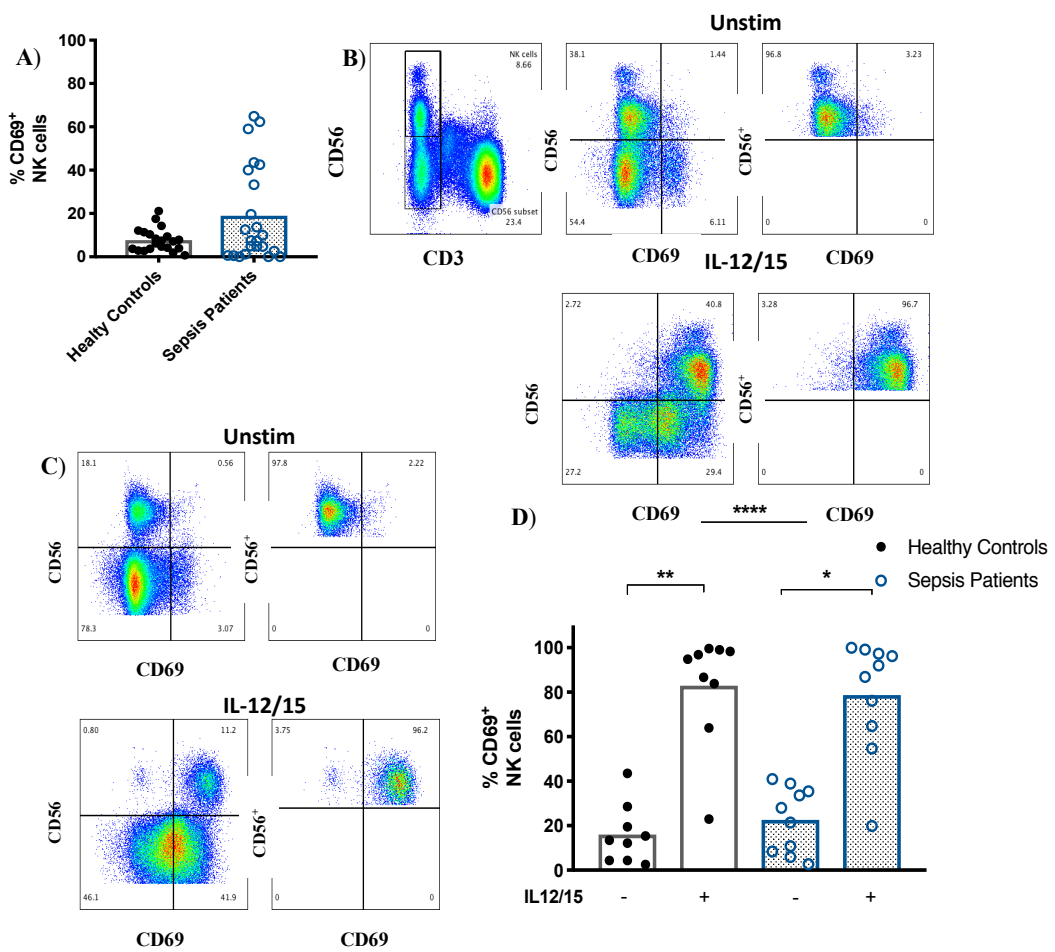 A)
100
80
60
40
20
0
% CD69+
NK cells
Healty Controls
Sepsis Patients
B)
Unstim
NK cells
8.66
CD56 subset
23.4
CD56
CD3
38.1
1.44
54.4
6.11
CD56
CD69
96.8
3.23
0
0
CD56+
CD69
IL-12/15
2.72
40.8
27.2
29.4
CD56
CD69
3.28
96.7
0
0
CD56+
CD69
C)
Unstim
18.1
0.56
78.3
3.07
CD56
CD69
97.8
2.22
0
0
CD56+
CD69
IL-12/15
0.80
11.2
46.1
41.9
CD56
CD69
3.75
96.2
0
0
CD56+
CD69
D)
****
Healthy Controls
Sepsis Patients
**
*
100
80
60
40
20
0
% CD69+
NK cells
IL12/15 - + - +